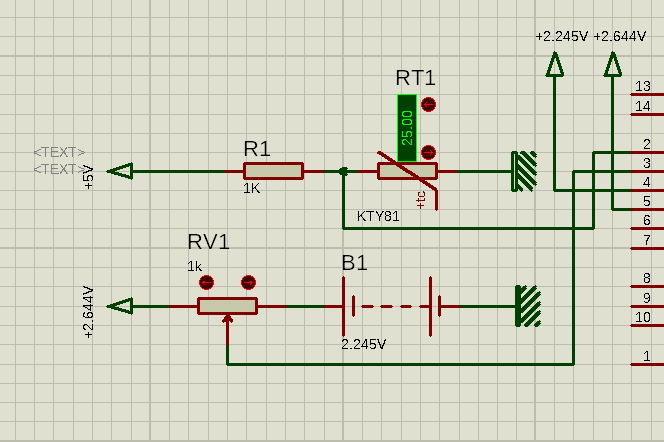 +2.245V +2.644V
RT1
25.00
13
14
<TEXT>
<TEXT>
+5V
R1
1K
KTY81
+tc
2
3
4
5
6
7
RV1
1k
+2.644V
B1
2.245V
8
9
10
1